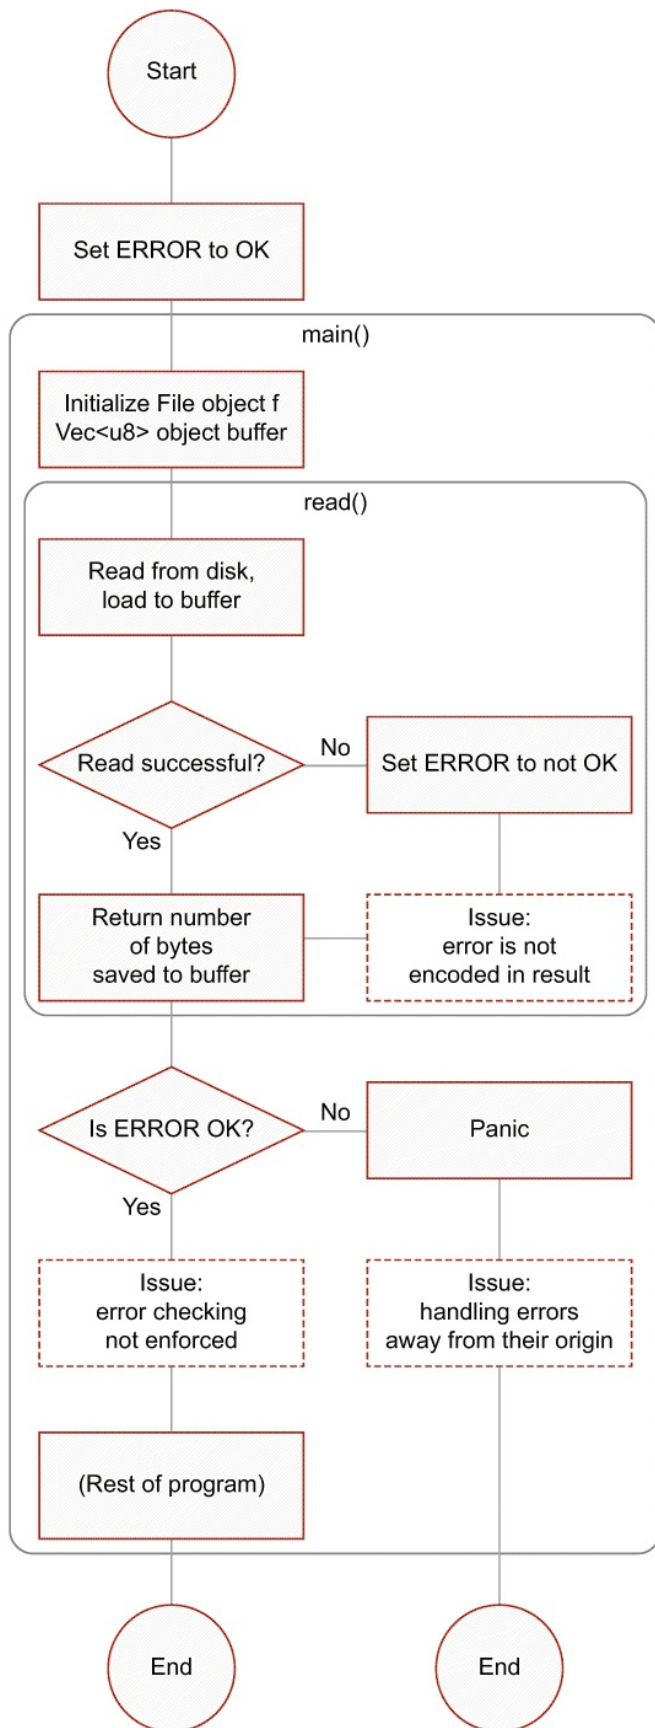 Start
Set ERROR to OK
main()
Initialize File object f
Vec<u8> object buffer
read()
Read from disk,
load to buffer
Read successful?
No
Set ERROR to not OK
Yes
Return number
of bytes
saved to buffer
Issue:
error is not
encoded in result
Is ERROR OK?
No
Panic
Yes
Issue:
error checking
not enforced
Issue:
handling errors
away from their origin
(Rest of program)
End
End